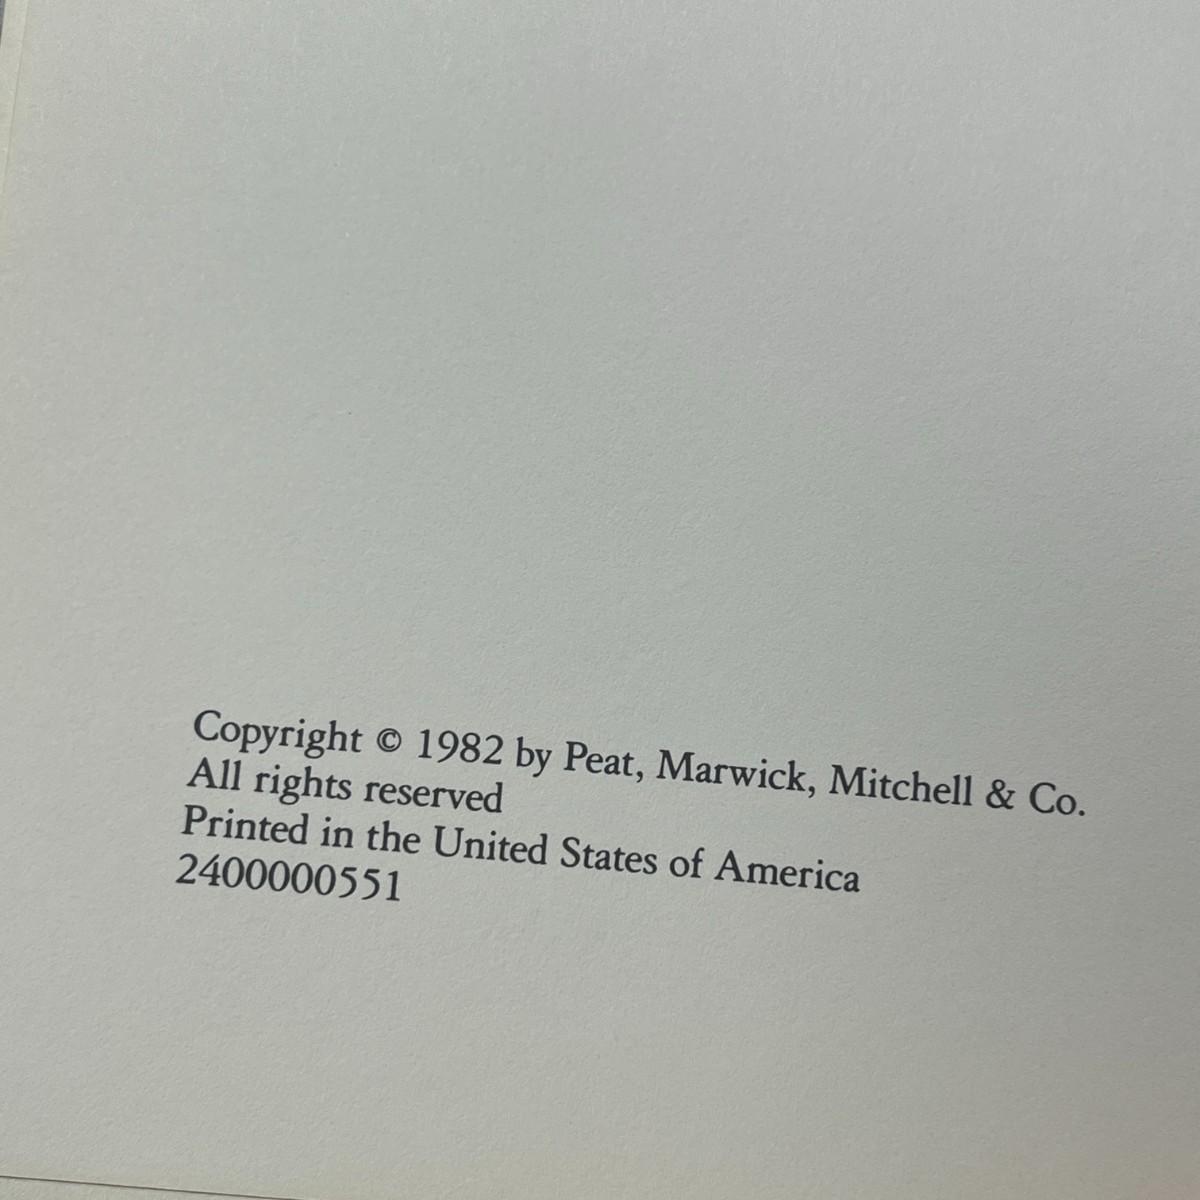 Copyright © 1982 by Peat, Marwick, Mitchell & Co.
All rights reserved
Printed in the United States of America
2400000551